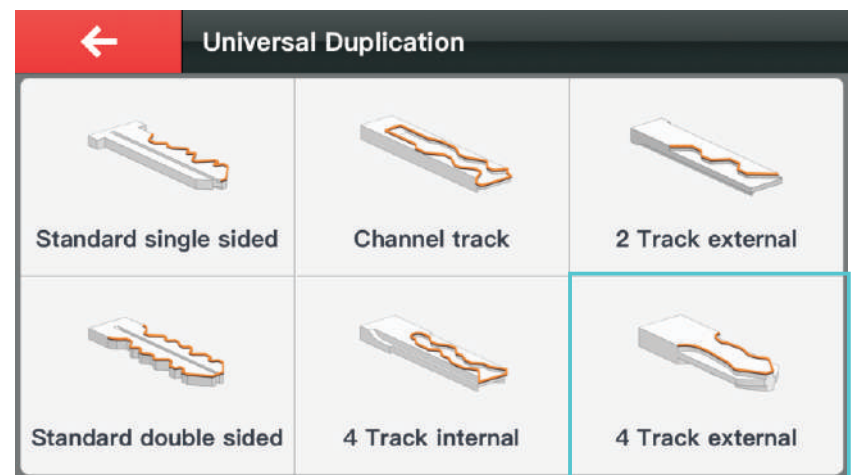 Universal Duplication
Standard single sided
Channel track
2 Track external
Standard double sided
4 Track internal
4 Track external